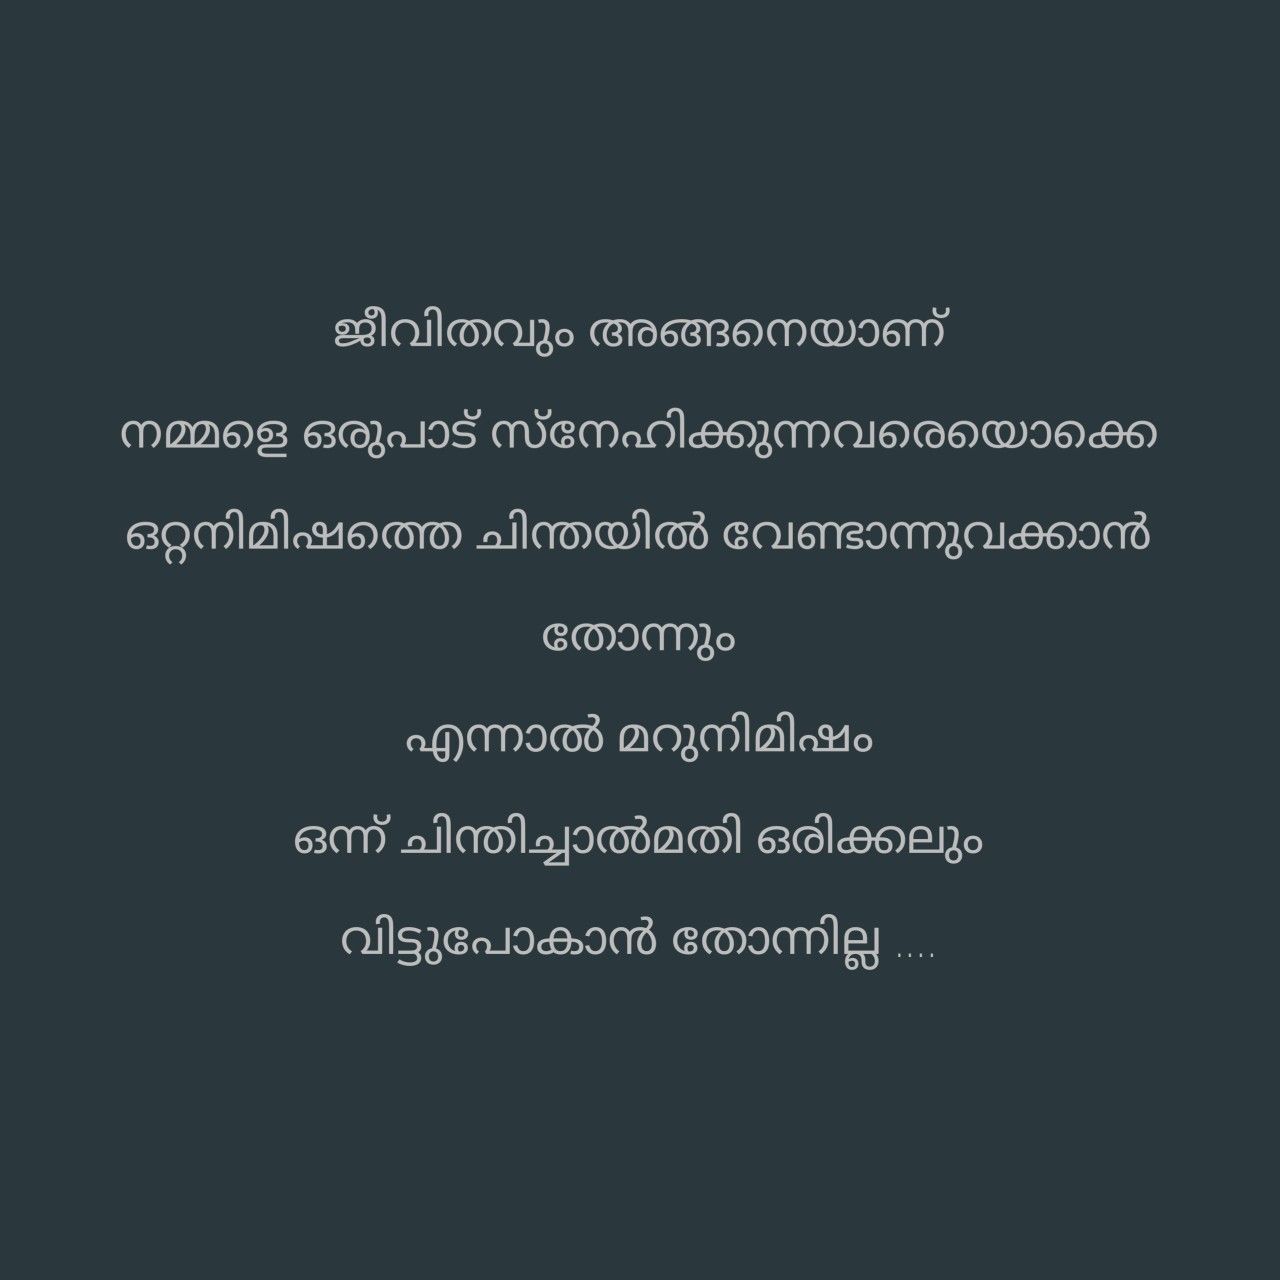 ജീവിതവും അങ്ങനെയാണ്
നമ്മളെ ഒരുപാട് സ്നേഹിക്കുന്നവരെയൊക്കെ
ഒറ്റനിമിഷത്തെ ചിന്തയിൽ വേണ്ടാന്നുവക്കാൻ
തോന്നും
എന്നാൽ മറുനിമിഷം
ഒന്ന് ചിന്തിച്ചാൽമതി ഒരിക്കലും
വിട്ടുപോകാൻ തോന്നില്ല ....